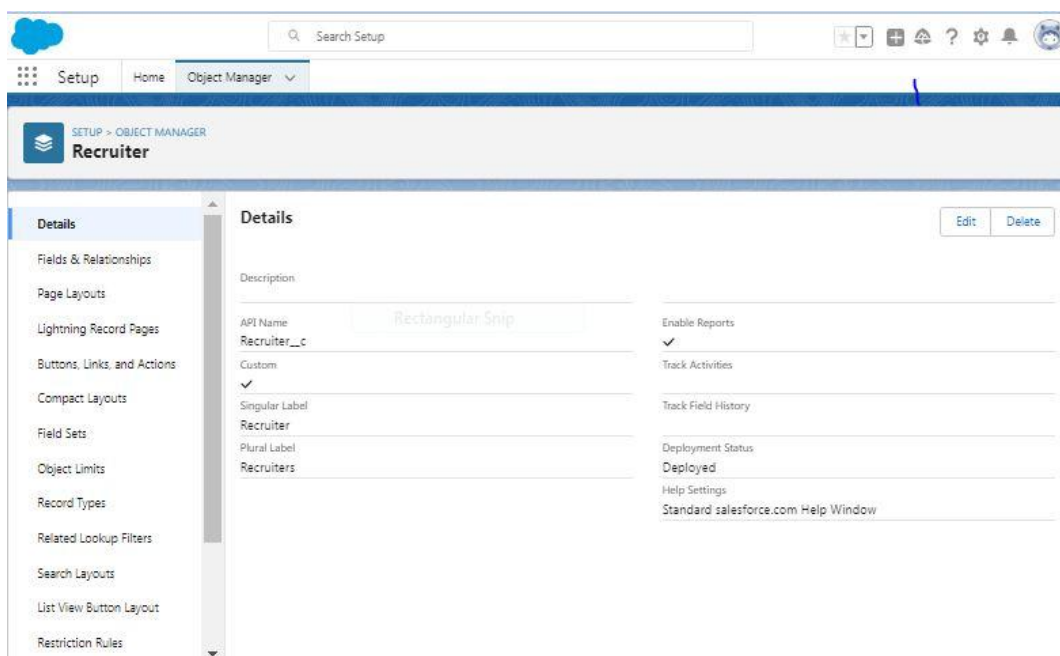 Search Setup
Setup
Home
Object Manager
SETUP > OBJECT MANAGER
Recruiter
Details
Fields & Relationships
Page Layouts
Lightning Record Pages
Buttons, Links, and Actions
Compact Layouts
Field Sets
Object Limits
Record Types
Related Lookup Filters
Search Layouts
List View Button Layout
Restriction Rules
Details
Edit
Delete
Description
API Name
Recruiter__c
Custom
Singular Label
Recruiter
Plural Label
Recruiters
Rectangular Snip
Enable Reports
Track Activities
Track Field History
Deployment Status
Deployed
Help Settings
Standard salesforce.com Help Window